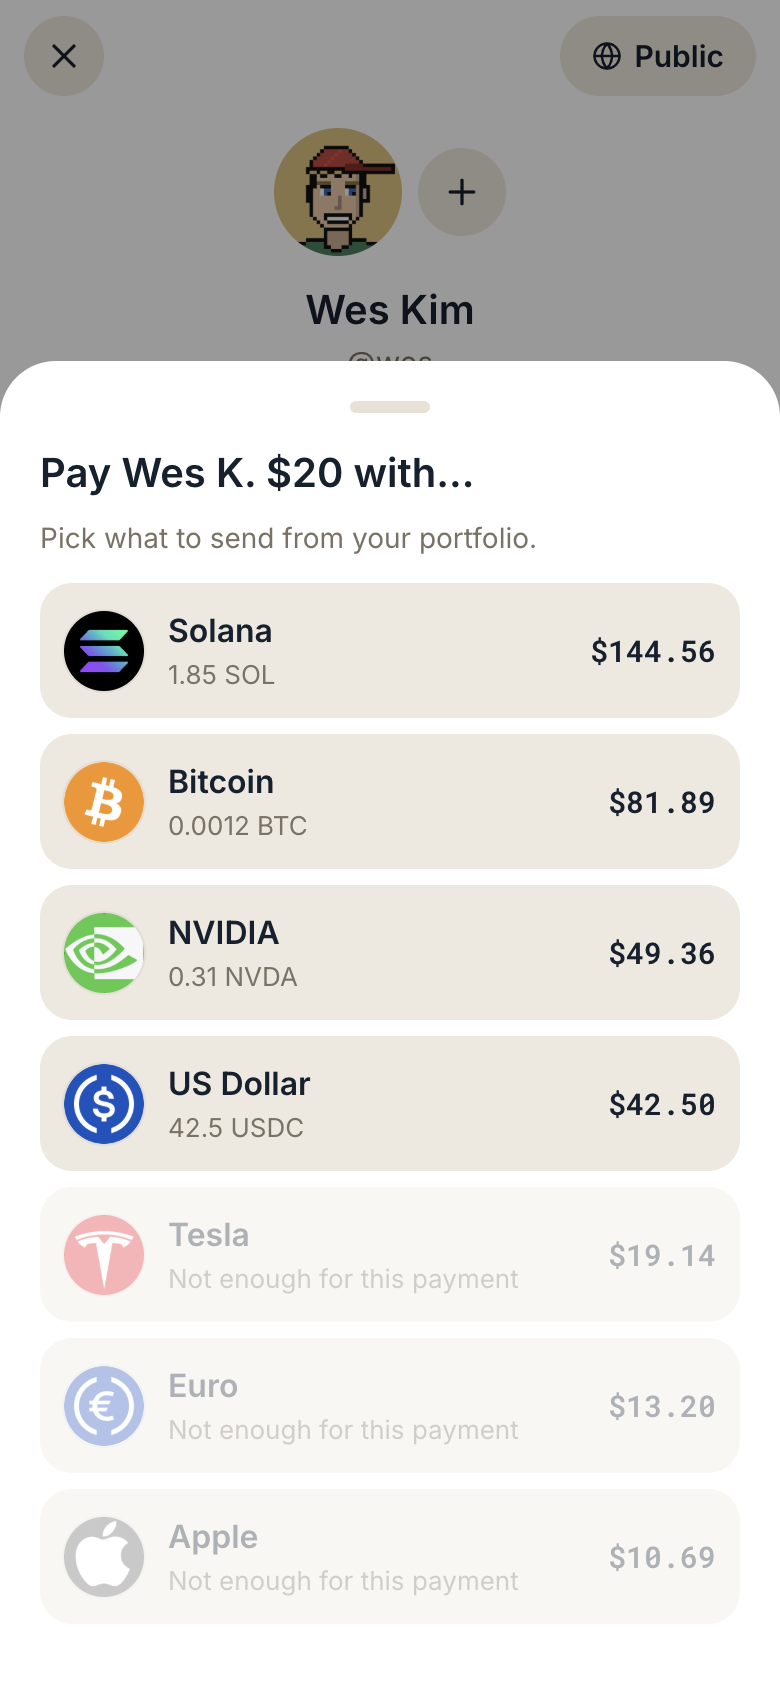 Public
Wes Kim
@wes
Pay Wes K. $20 with...
Pick what to send from your portfolio.
Solana
1.85 SOL
$144.56
Bitcoin
0.0012 BTC
$81.89
NVIDIA
0.31 NVDA
$49.36
US Dollar
42.5 USDC
$42.50
Tesla
Not enough for this payment
$19.14
Euro
Not enough for this payment
$13.20
Apple
Not enough for this payment
$10.69